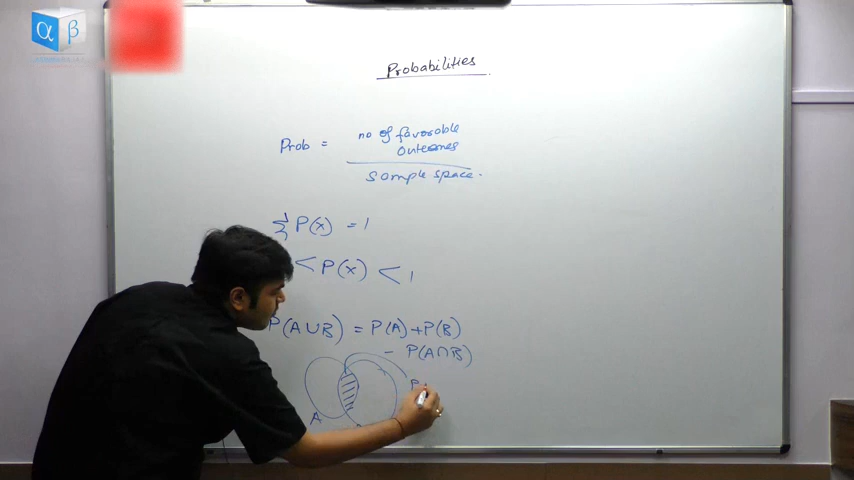 α β
Probabilities
Prob = no of favorable
outcomes
sample space.
Σ P(x) = 1
< P(x) < 1
P(A∪B) = P(A)+P(B)
- P(A∩B)
A
P